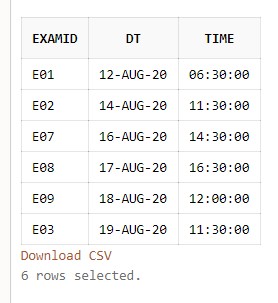 EXAMID DT TIME
E01 12-AUG-20 06:30:00
E02 14-AUG-20 11:30:00
E07 16-AUG-20 14:30:00
E08 17-AUG-20 16:30:00
E09 18-AUG-20 12:00:00
E03 19-AUG-20 11:30:00
Download CSV
6 rows selected.